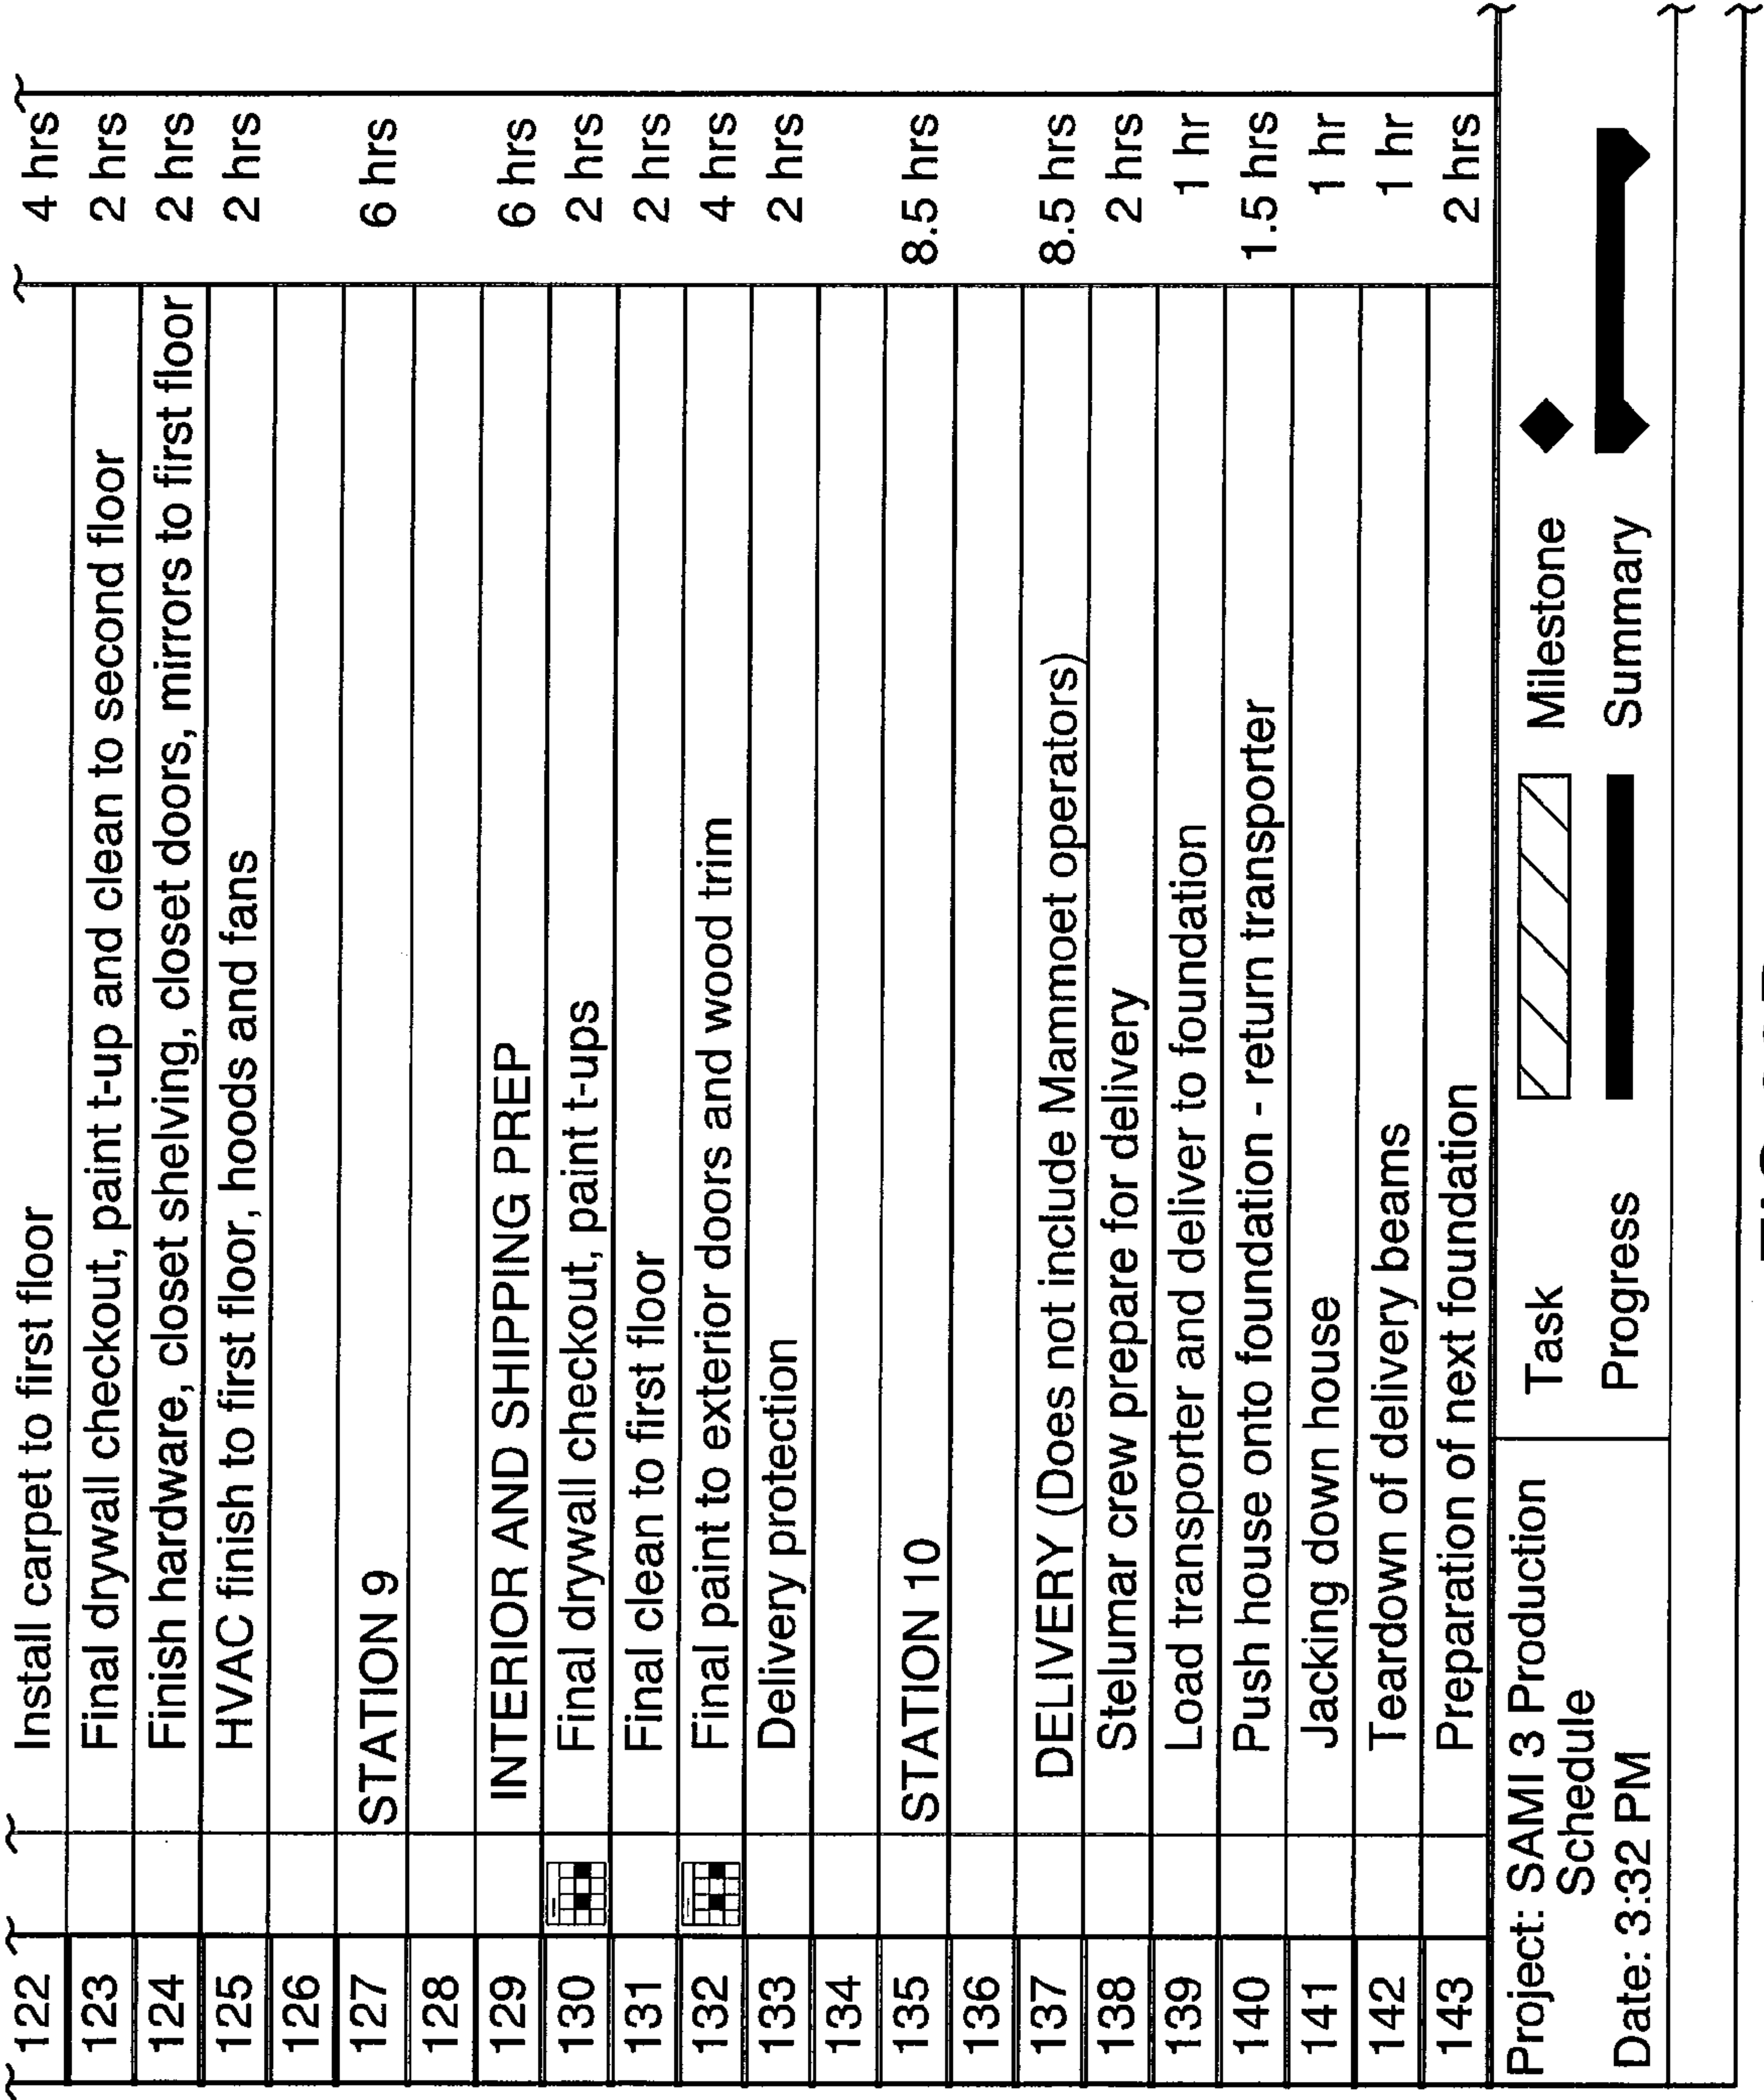 122 Install carpet to first floor 4 hrs
123 Final drywall checkout, paint t-up and clean to second floor 2 hrs
124 Finish hardware, closet shelving, closet doors, mirrors to first floor 2 hrs
125 HVAC finish to first floor, hoods and fans 2 hrs
126
127 STATION 9 6 hrs
128
129 INTERIOR AND SHIPPING PREP 6 hrs
130 Final drywall checkout, paint t-ups 2 hrs
131 Final clean to first floor 2 hrs
132 Final paint to exterior doors and wood trim 4 hrs
133 Delivery protection 2 hrs
134
135 STATION 10 8.5 hrs
136
137 DELIVERY (Does not include Mammoet operators) 8.5 hrs
138 Stelumar crew prepare for delivery 2 hrs
139 Load transporter and deliver to foundation 1 hr
140 Push house onto foundation - return transporter 1.5 hrs
141 Jacking down house 1 hr
142 Teardown of delivery beams 1 hr
143 Preparation of next foundation 2 hrs
Project: SAMI 3 Production
Schedule
Date: 3:32 PM
Task Milestone
Progress Summary